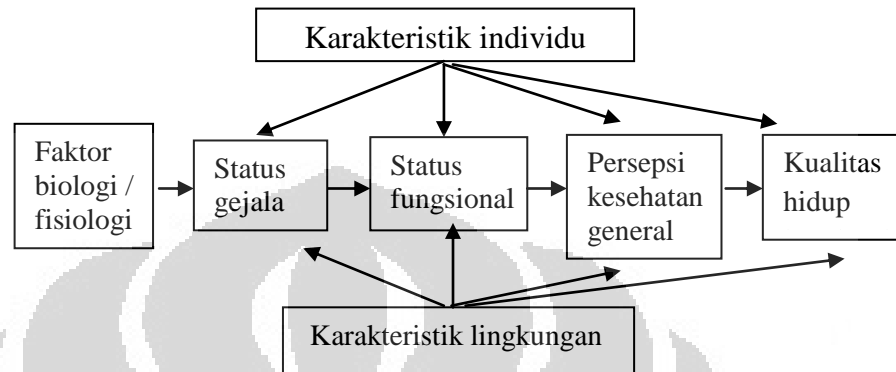 Karakteristik individu
Faktor
biologi /
fisiologi
Status
gejala
Status
fungsional
Persepsi
kesehatan
general
Kualitas
hidup
Karakteristik lingkungan